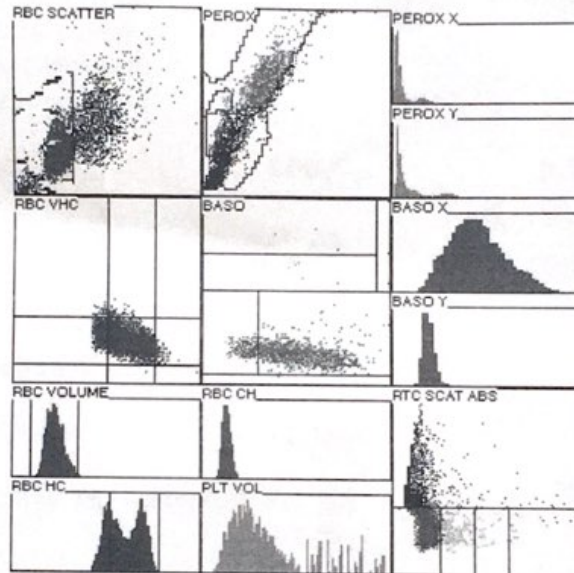 RBC SCATTER
PEROX
PEROX X
PEROX Y
RBC VHC
BASO
BASO X
BASO Y
RBC VOLUME
RBC CH
RTC SCAT ABS
RBC HC
PLT VOL